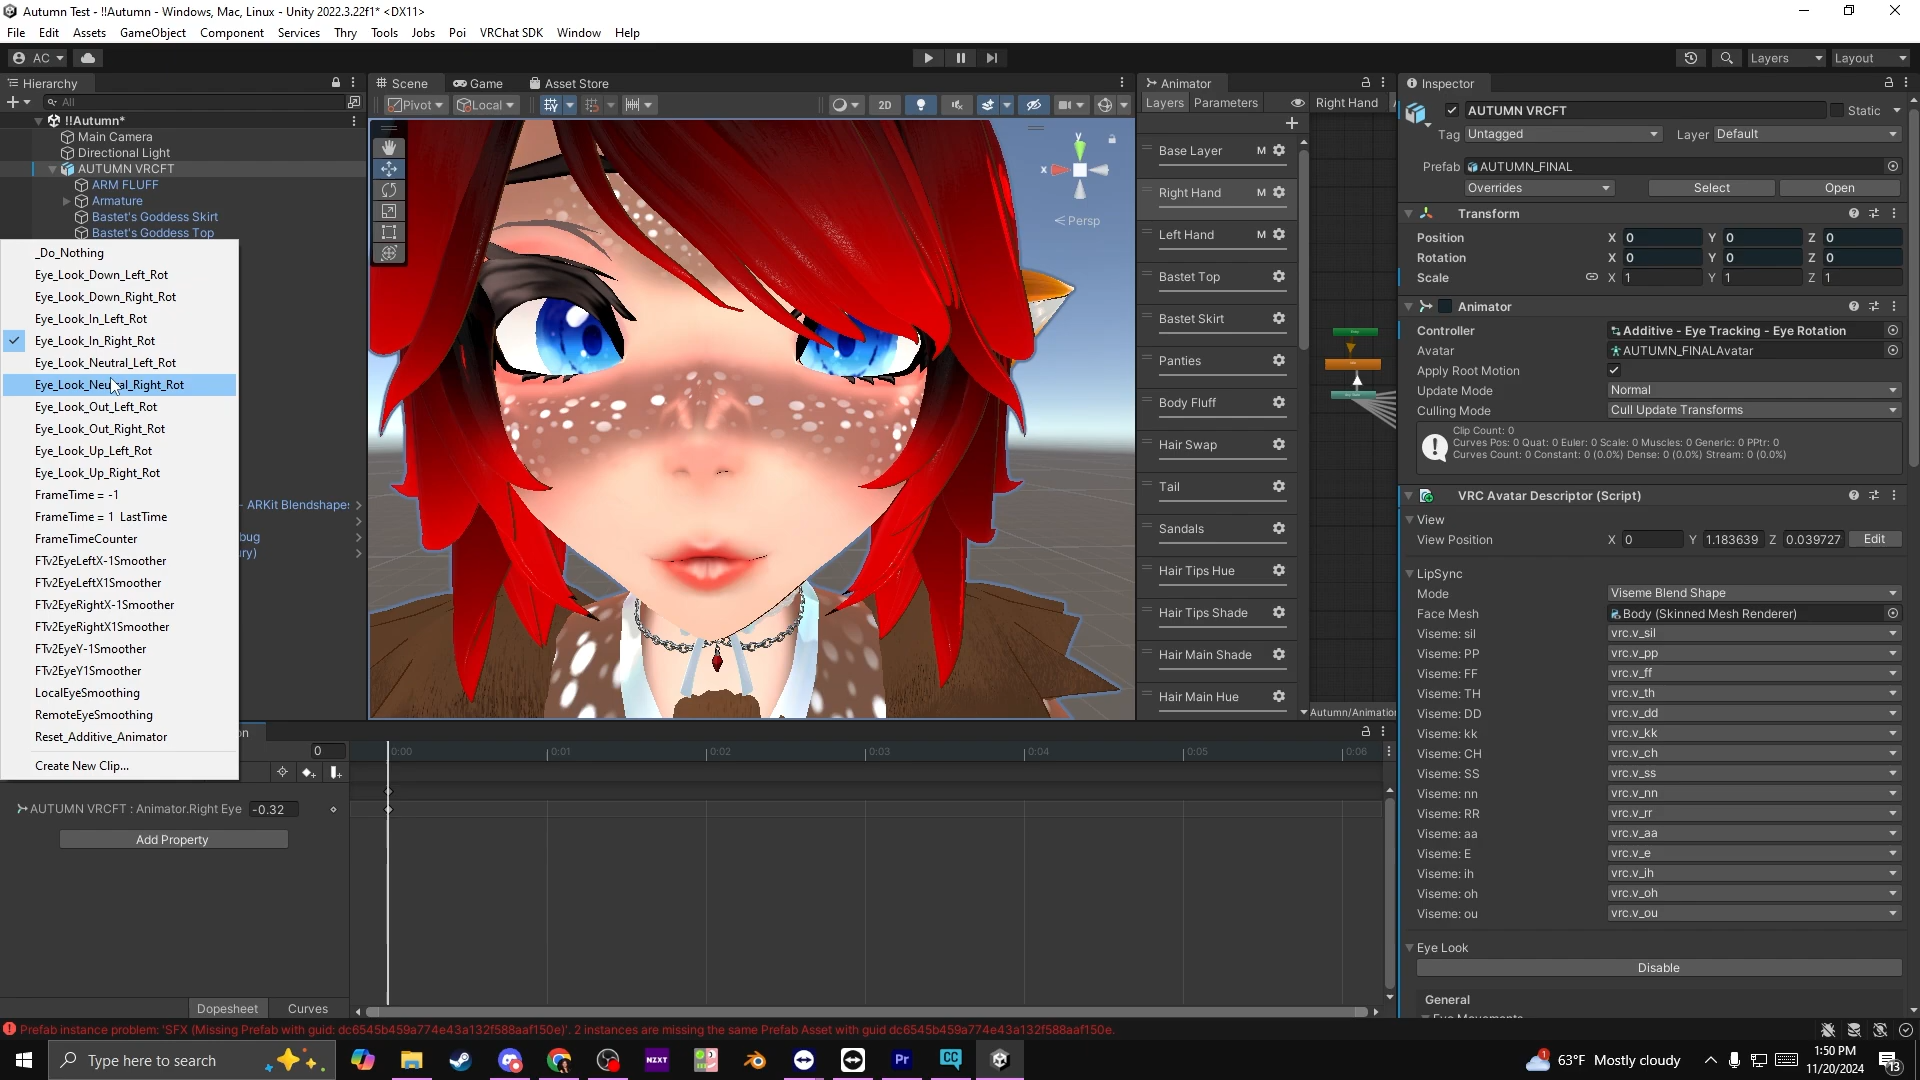 Autumn Test - !!Autumn - Windows, Mac, Linux - Unity 2022.3.22f1* <DX11>
File Edit Assets GameObject Component Services Thry Tools Jobs Poi VRChat SDK Window Help
AC
Layers Layout
Hierarchy
Scene Game Asset Store
Animator
Inspector
All
Pivot Local 2D
Layers Parameters Right Hand
!!Autumn*
Main Camera
Directional Light
AUTUMN VRCFT
ARM FLUFF
Armature
Bastet's Goddess Skirt
Bastet's Goddess Top
_Do_Nothing
Eye_Look_Down_Left_Rot
Eye_Look_Down_Right_Rot
Eye_Look_In_Left_Rot
Eye_Look_In_Right_Rot
Eye_Look_Neutral_Left_Rot
Eye_Look_Neutral_Right_Rot
Eye_Look_Out_Left_Rot
Eye_Look_Out_Right_Rot
Eye_Look_Up_Left_Rot
Eye_Look_Up_Right_Rot
FrameTime = -1
FrameTime = 1 LastTime
FrameTimeCounter
FTv2EyeLeftX-1Smoother
FTv2EyeLeftX1Smoother
FTv2EyeRightX-1Smoother
FTv2EyeRightX1Smoother
FTv2EyeY-1Smoother
FTv2EyeY1Smoother
LocalEyeSmoothing
RemoteEyeSmoothing
Reset_Additive_Animator
Create New Clip...
- ARKit Blendshapes
bug
ry)
y
x
Persp
Base Layer M
Right Hand M
Left Hand M
Bastet Top
Bastet Skirt
Panties
Body Fluff
Hair Swap
Tail
Sandals
Hair Tips Hue
Hair Tips Shade
Hair Main Shade
Hair Main Hue
Autumn/Animation
AUTUMN VRCFT Static
Tag Untagged Layer Default
Prefab AUTUMN_FINAL
Overrides Select Open
Transform
Position X 0 Y 0 Z 0
Rotation X 0 Y 0 Z 0
Scale X 1 Y 1 Z 1
Animator
Controller Additive - Eye Tracking - Eye Rotation
Avatar AUTUMN_FINALAvatar
Apply Root Motion
Update Mode Normal
Culling Mode Cull Update Transforms
Clip Count: 0
Curves Pos: 0 Quat: 0 Euler: 0 Scale: 0 Muscles: 0 Generic: 0 PPtr: 0
Curves Count: 0 Constant: 0 (0.0%) Dense: 0 (0.0%) Stream: 0 (0.0%)
VRC Avatar Descriptor (Script)
View
View Position X 0 Y 1.183639 Z 0.039727 Edit
LipSync
Mode Viseme Blend Shape
Face Mesh Body (Skinned Mesh Renderer)
Viseme: sil vrc.v_sil
Viseme: PP vrc.v_pp
Viseme: FF vrc.v_ff
Viseme: TH vrc.v_th
Viseme: DD vrc.v_dd
Viseme: kk vrc.v_kk
Viseme: CH vrc.v_ch
Viseme: SS vrc.v_ss
Viseme: nn vrc.v_nn
Viseme: RR vrc.v_rr
Viseme: aa vrc.v_aa
Viseme: E vrc.v_e
Viseme: ih vrc.v_ih
Viseme: oh vrc.v_oh
Viseme: ou vrc.v_ou
Eye Look
Disable
General
on
0 0:00 0:01 0:02 0:03 0:04 0:05 0:06
AUTUMN VRCFT : Animator.Right Eye -0.32
Add Property
Dopesheet Curves
Prefab instance problem: 'SFX (Missing Prefab with guid: dc6545b459a774e43a132f588aaf150e)'. 2 instances are missing the same Prefab Asset with guid dc6545b459a774e43a132f588aaf150e.
Type here to search
NZXT
Pr
CC
1
63°F Mostly cloudy
1:50 PM
11/20/2024
13